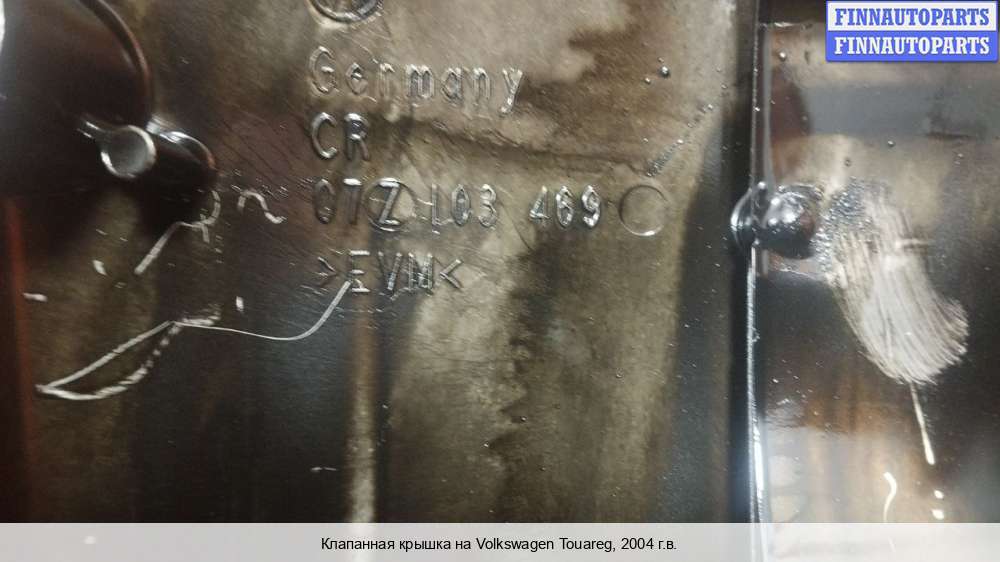 FINNAUTOPARTS
FINNAUTOPARTS
Germany
CR
07Z 103 469
>EVM<
Клапанная крышка на Volkswagen Touareg, 2004 г.в.